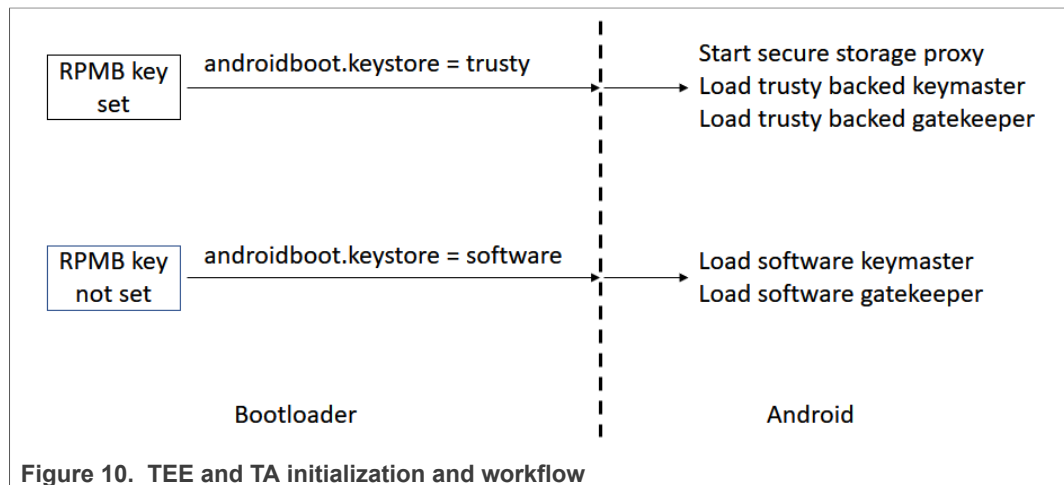 RPMB key
set
androidboot.keystore = trusty
Start secure storage proxy
Load trusty backed keymaster
Load trusty backed gatekeeper
RPMB key
not set
androidboot.keystore = software
Load software keymaster
Load software gatekeeper
Bootloader
Android
Figure 10. TEE and TA initialization and workflow